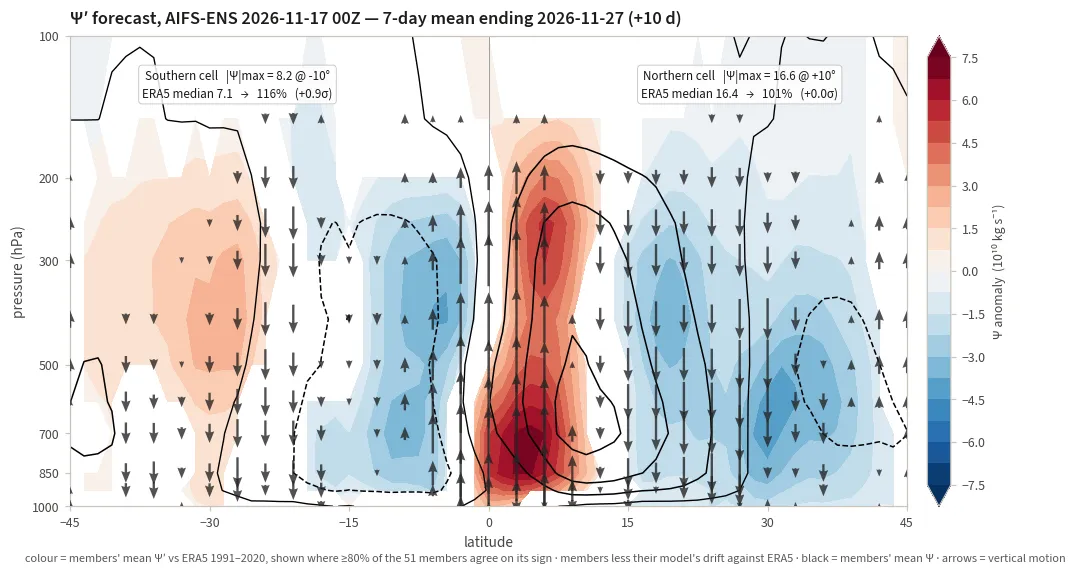 Ψ′ forecast, AIFS-ENS 2026-11-17 00Z — 7-day mean ending 2026-11-27 (+10 d)
Southern cell |Ψ|max = 8.2 @ -10°
ERA5 median 7.1 → 116% (+0.9σ)
Northern cell |Ψ|max = 16.6 @ +10°
ERA5 median 16.4 → 101% (+0.0σ)
pressure (hPa)
100
200
300
400
500
700
850
1000
−45
−30
−15
0
15
30
45
latitude
7.5
6.0
4.5
3.0
1.5
0.0
−1.5
−3.0
−4.5
−6.0
−7.5
Ψ anomaly (10¹⁰ kg s⁻¹)
colour = members' mean Ψ′ vs ERA5 1991–2020, shown where ≥80% of the 51 members agree on its sign · members less their model's drift against ERA5 · black = members' mean Ψ · arrows = vertical motion